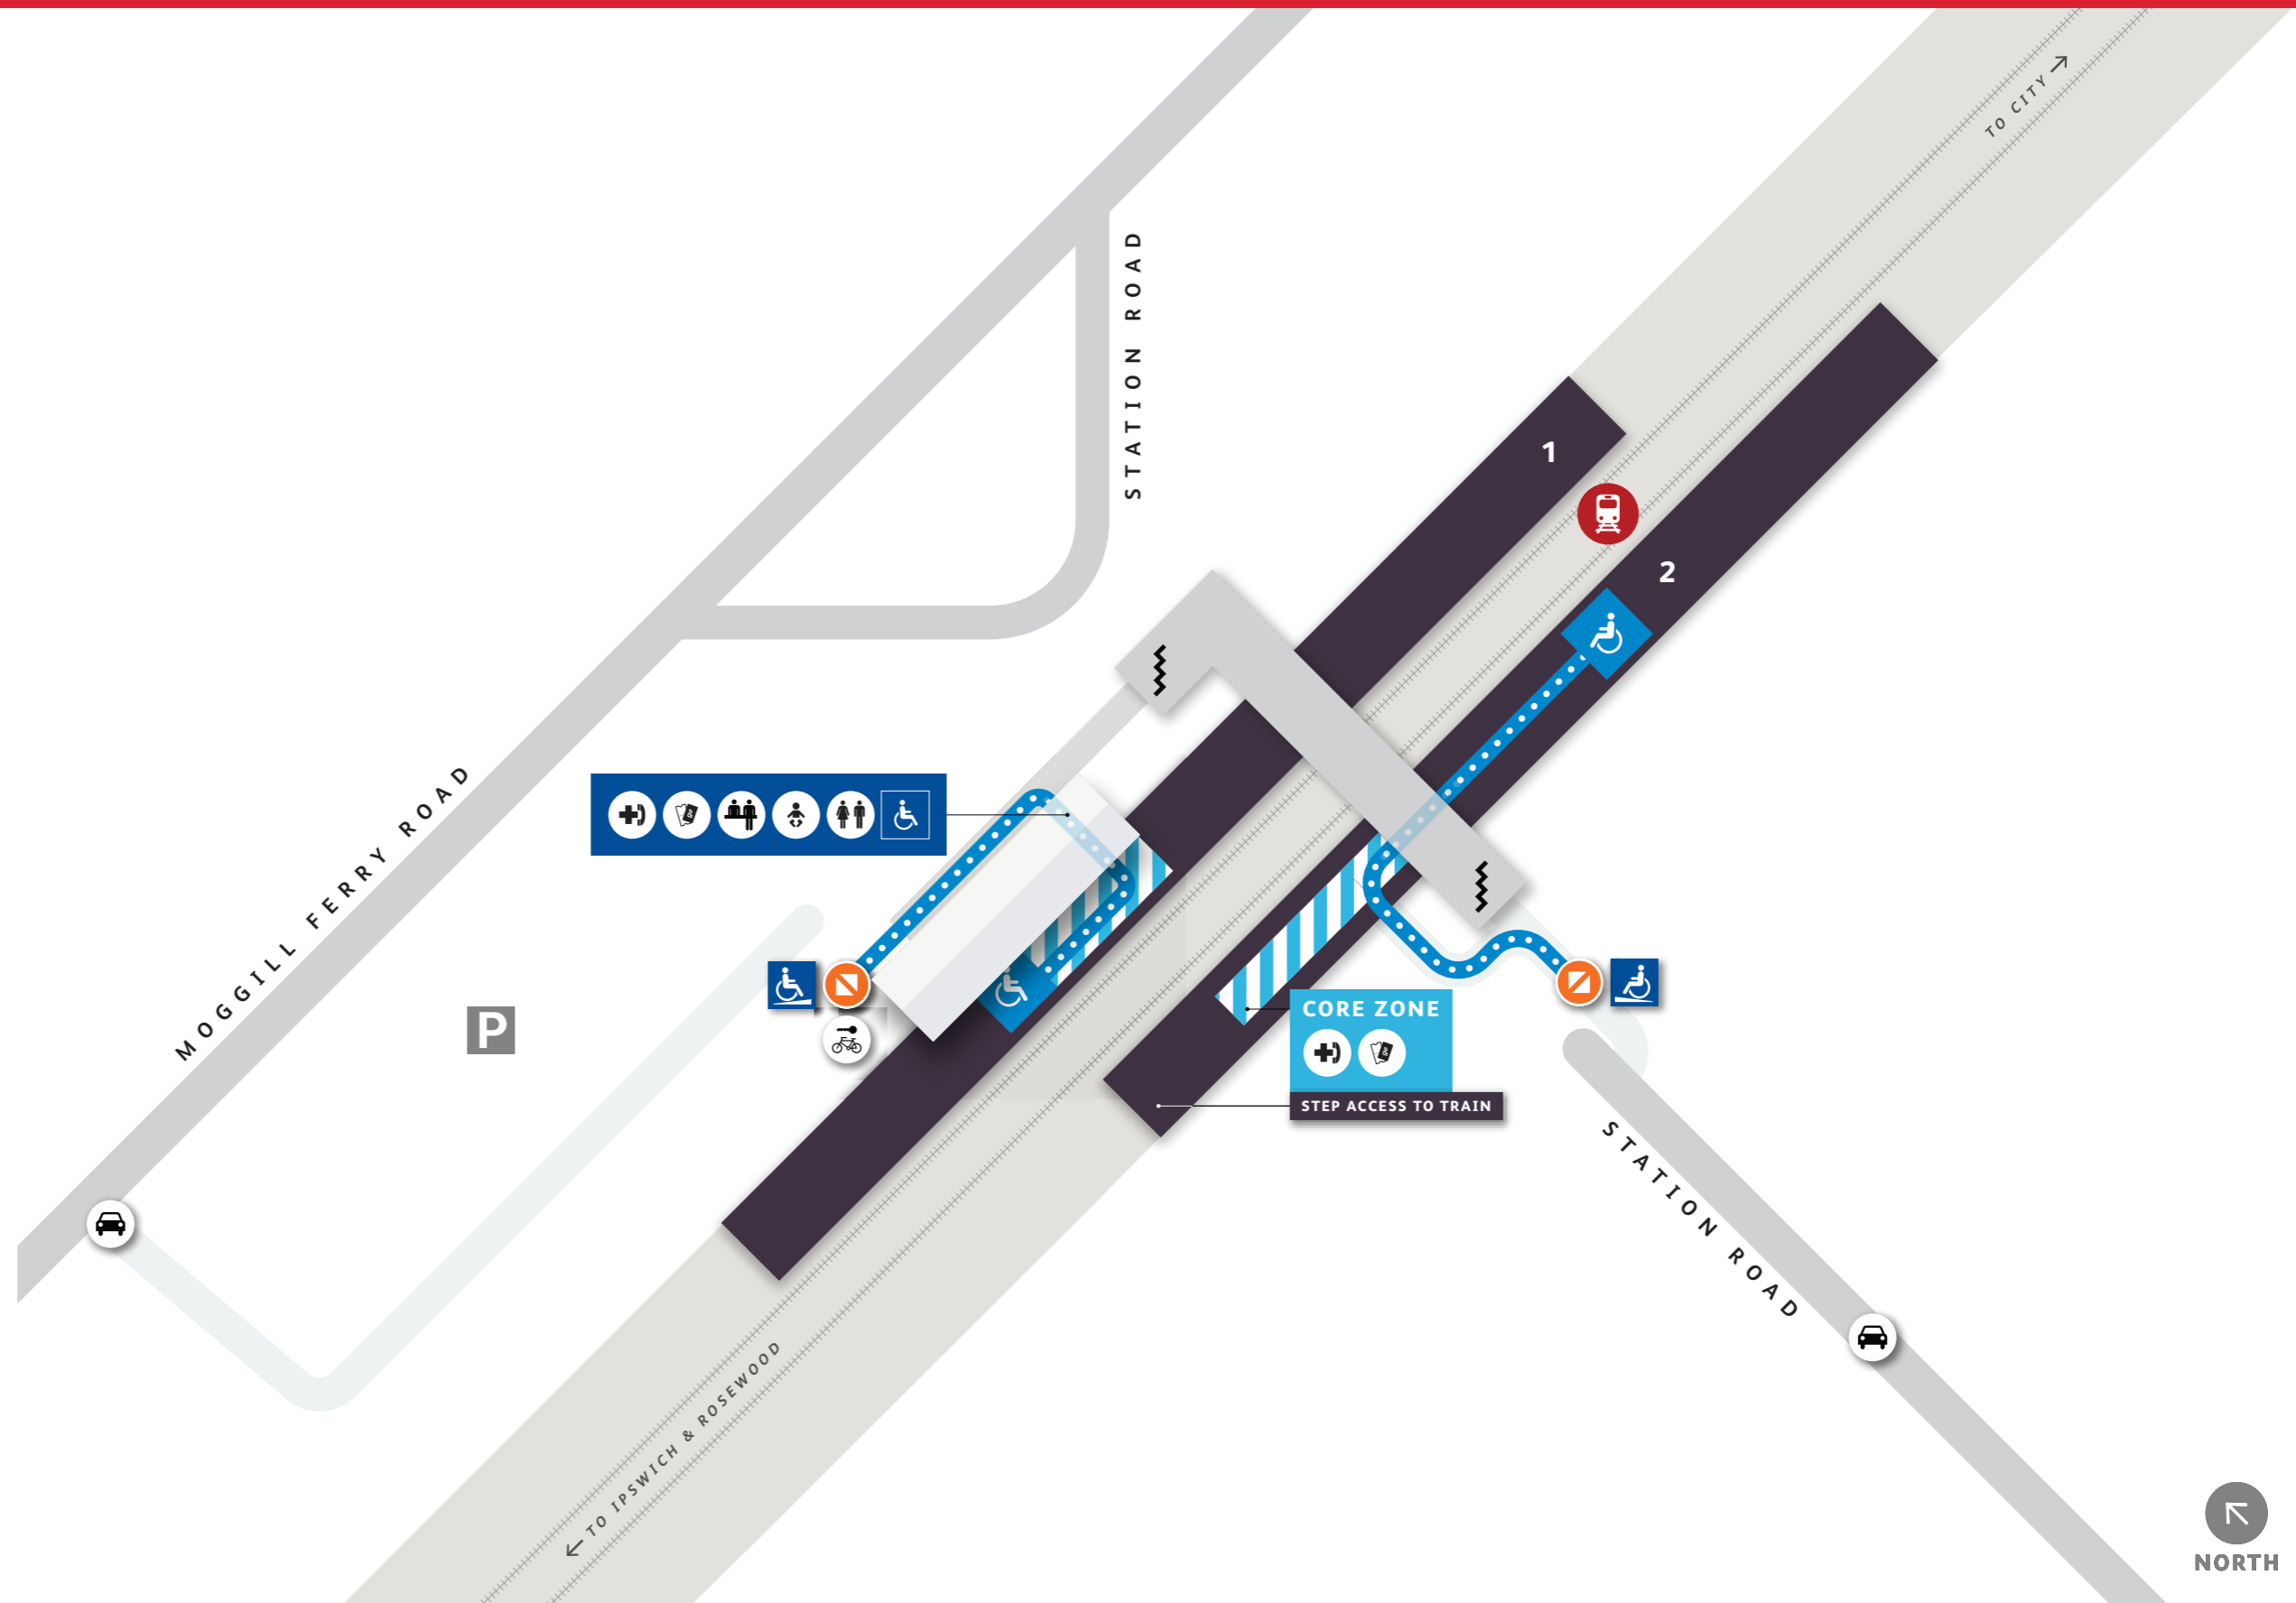 TO CITY
STATION ROAD
1
2
MOGGILL FERRY ROAD
P
CORE ZONE
STEP ACCESS TO TRAIN
STATION ROAD
TO IPSWICH & ROSEWOOD
NORTH